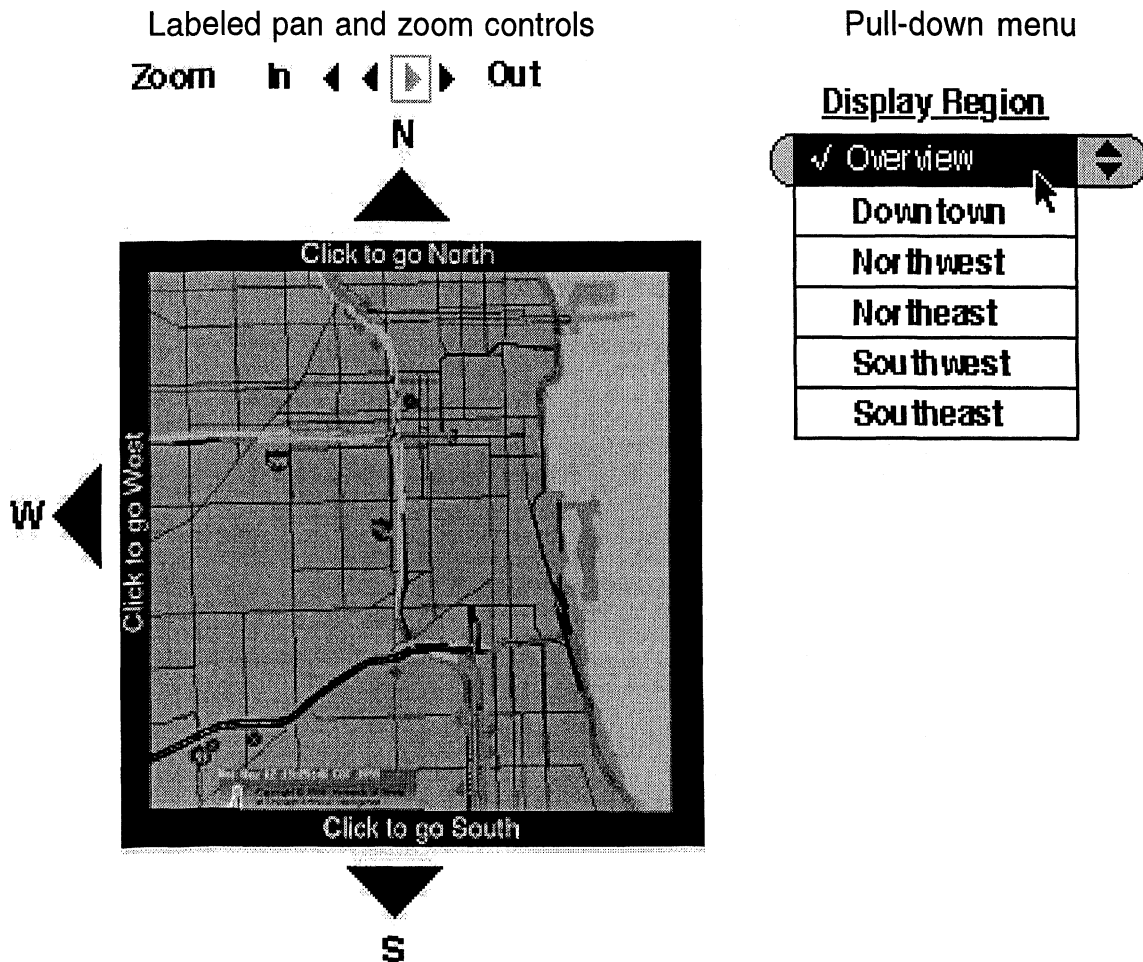 Labeled pan and zoom controls
Zoom In Out
N
Click to go North
Click to go West
W
Click to go South
S
Pull-down menu
Display Region
√ Overview
Downtown
Northwest
Northeast
Southwest
Southeast